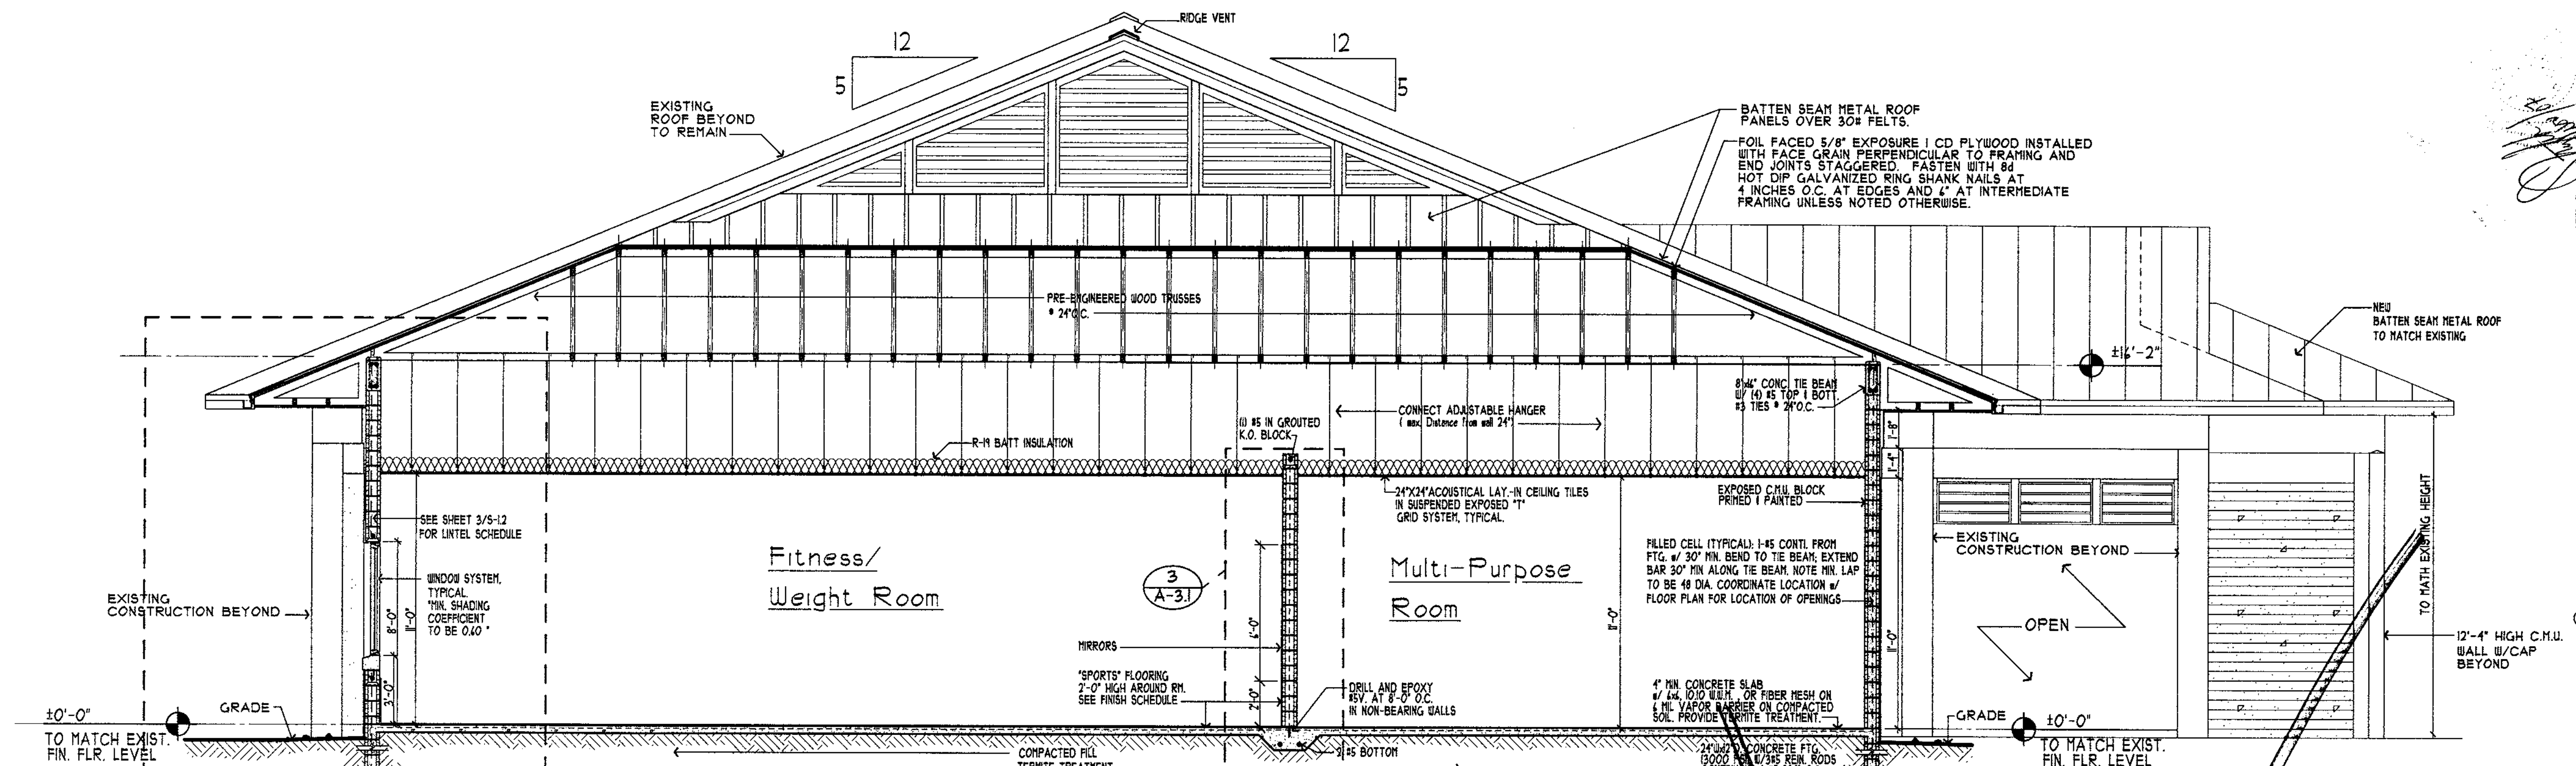 RIDGE VENT
12
5
12
5
EXISTING
ROOF BEYOND
TO REMAIN
BATTEN SEAM METAL ROOF
PANELS OVER 30# FELTS.
FOIL FACED 5/8" EXPOSURE 1 CD PLYWOOD INSTALLED
WITH FACE GRAIN PERPENDICULAR TO FRAMING AND
END JOINTS STAGGERED. FASTEN WITH 8d
HOT DIP GALVANIZED RING SHANK NAILS AT
4 INCHES O.C. AT EDGES AND 6" AT INTERMEDIATE
FRAMING UNLESS NOTED OTHERWISE.
PRE-ENGINEERED WOOD TRUSSES
@ 24"O.C.
NEW
BATTEN SEAM METAL ROOF
TO MATCH EXISTING
±16'-2"
8"x16" CONC. TIE BEAM
W/ (4) #5 TOP & BOTT.
#3 TIES @ 24"O.C.
CONNECT ADJUSTABLE HANGER
( max. Distance from wall 24")
(1) #5 IN GROUTED
K.O. BLOCK
R-19 BATT INSULATION
1'-8"
1'-4"
24"X24"ACOUSTICAL LAY.-IN CEILING TILES
IN SUSPENDED EXPOSED "T"
GRID SYSTEM, TYPICAL.
EXPOSED C.M.U. BLOCK
PRIMED & PAINTED
SEE SHEET 3/S-1.2
FOR LINTEL SCHEDULE
Fitness/
Weight Room
3
A-3.1
Multi-Purpose
Room
FILLED CELL (TYPICAL): 1-#5 CONTI. FROM
FTG. w/ 30" MIN. BEND TO TIE BEAM; EXTEND
BAR 30" MIN ALONG TIE BEAM. NOTE MIN. LAP
TO BE 48 DIA. COORDINATE LOCATION w/
FLOOR PLAN FOR LOCATION OF OPENINGS
EXISTING
CONSTRUCTION BEYOND
TO MATH EXISTING HEIGHT
WINDOW SYSTEM,
TYPICAL.
"MIN. SHADING
COEFFICIENT
TO BE 0.60 "
EXISTING
CONSTRUCTION BEYOND
8'-0"
11'-0"
3'-0"
6'-0"
2'-0"
11'-0"
11'-0"
OPEN
12'-4" HIGH C.M.U.
WALL W/CAP
BEYOND
MIRRORS
"SPORTS" FLOORING
2'-0" HIGH AROUND RM.
SEE FINISH SCHEDULE
DRILL AND EPOXY
#5V. AT 8'-0" O.C.
IN NON-BEARING WALLS
4" MIN. CONCRETE SLAB
w/ 6x6, 10.10 W.W.M. , OR FIBER MESH ON
6 MIL VAPOR BARRIER ON COMPACTED
SOIL. PROVIDE TERMITE TREATMENT.
GRADE
±0'-0"
TO MATCH EXIST.
FIN. FLR. LEVEL
GRADE
±0'-0"
TO MATCH EXIST.
FIN. FLR. LEVEL
COMPACTED FILL
TERMITE TREATMENT
2 #5 BOTTOM
CONCRETE FTG.
W/3#5 REIN. RODS